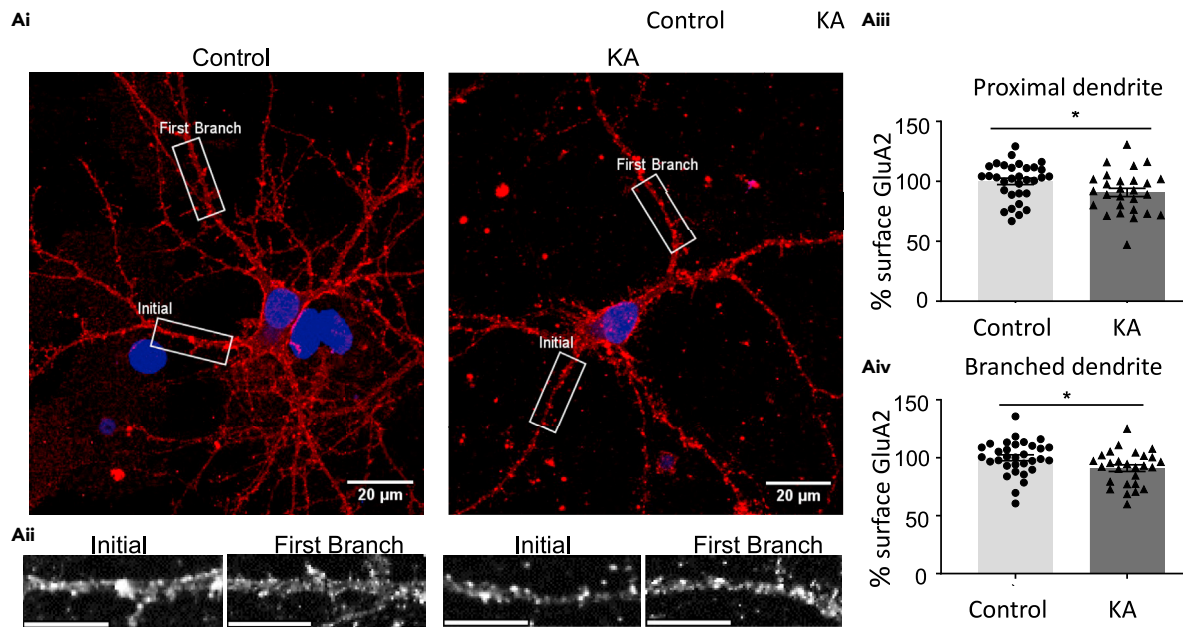 Ai
Control KA
Control
KA
First Branch
Initial
20 µm
First Branch
Initial
20 µm
Aii
Initial
First Branch
Initial
First Branch
Aiii
Proximal dendrite
*
% surface GluA2
150
100
50
0
Control KA
Aiv
Branched dendrite
*
% surface GluA2
150
100
50
0
Control KA